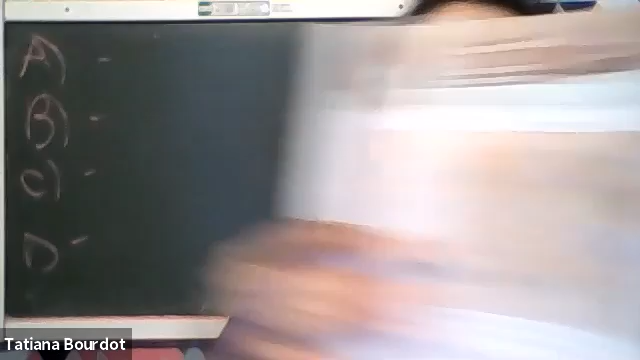 A) -
B) -
C) -
D -
Tatiana Bourdot